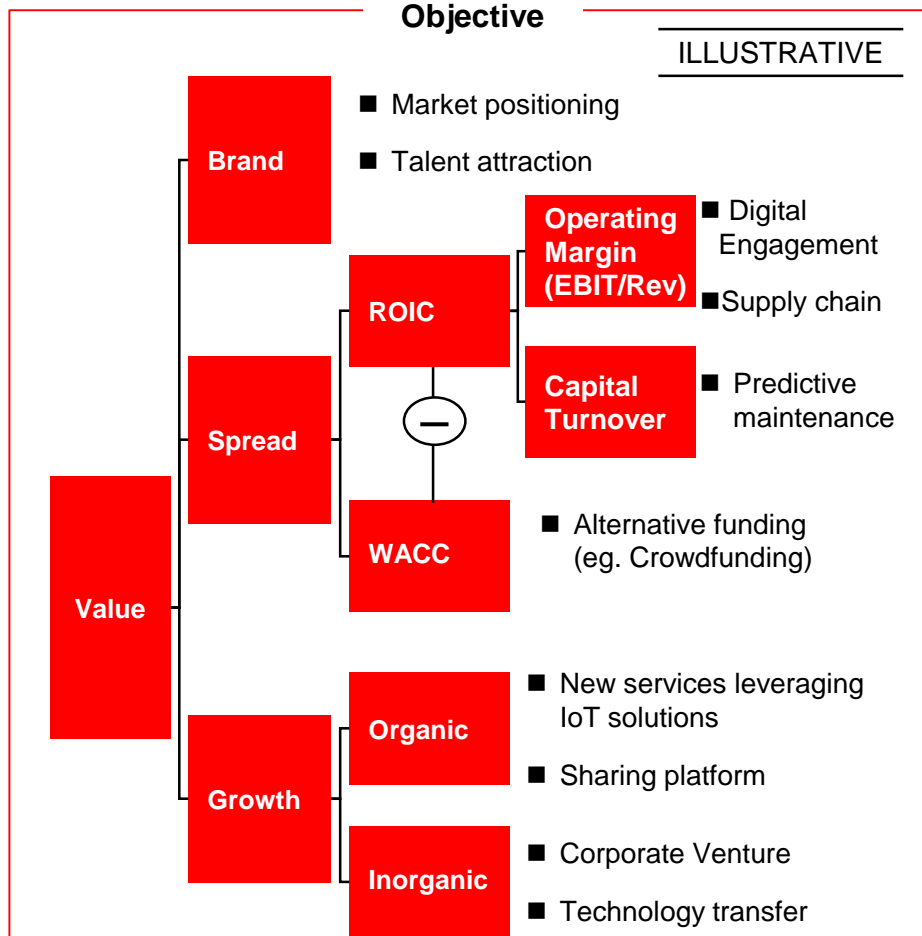 Objective
ILLUSTRATIVE
Brand
■ Market positioning
■ Talent attraction
Operating
Margin
(EBIT/Rev)
■ Digital
Engagement
■ Supply chain
ROIC
Capital
Turnover
■ Predictive
maintenance
Spread
–
WACC
■ Alternative funding
(eg. Crowdfunding)
Value
Organic
■ New services leveraging
IoT solutions
■ Sharing platform
Growth
Inorganic
■ Corporate Venture
■ Technology transfer